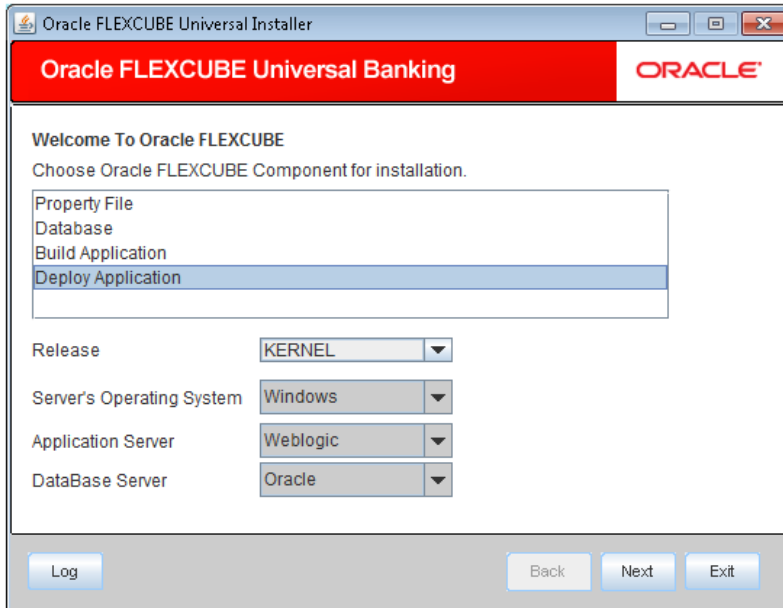 Oracle FLEXCUBE Universal Installer
Oracle FLEXCUBE Universal Banking
ORACLE
Welcome To Oracle FLEXCUBE
Choose Oracle FLEXCUBE Component for installation.
Property File
Database
Build Application
Deploy Application
Release KERNEL
Server's Operating System Windows
Application Server Weblogic
DataBase Server Oracle
Log Back Next Exit